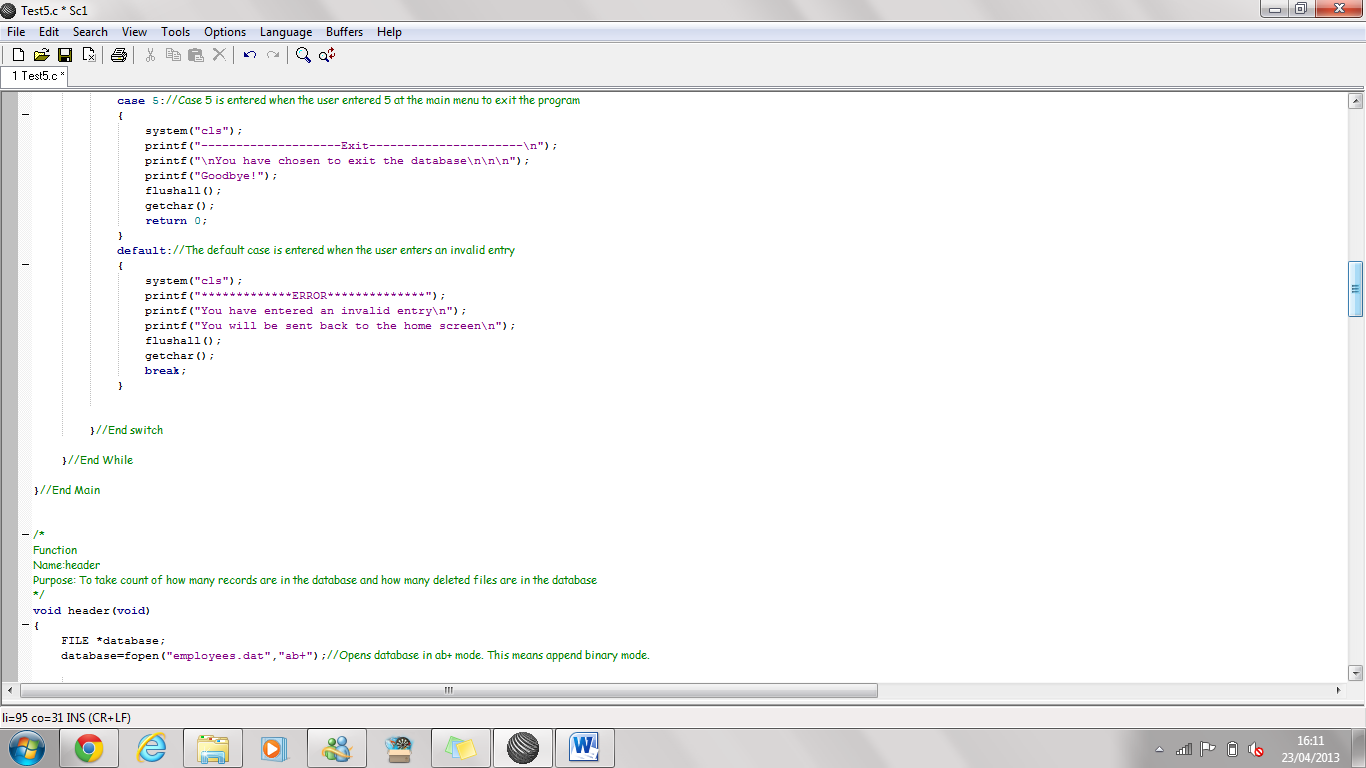 Test5.c * Sc1
File Edit Search View Tools Options Language Buffers Help
1 Test5.c *
case 5://Case 5 is entered when the user entered 5 at the main menu to exit the program
{
system("cls");
printf("--------------------Exit----------------------\n");
printf("\nYou have chosen to exit the database\n\n\n");
printf("Goodbye!");
flushall();
getchar();
return 0;
}
default://The default case is entered when the user enters an invalid entry
{
system("cls");
printf("*************ERROR**************");
printf("You have entered an invalid entry\n");
printf("You will be sent back to the home screen\n");
flushall();
getchar();
break;
}
}//End switch
}//End While
}//End Main
/*
Function
Name:header
Purpose: To take count of how many records are in the database and how many deleted files are in the database
*/
void header(void)
{
FILE *database;
database=fopen("employees.dat","ab+");//Opens database in ab+ mode. This means append binary mode.
li=95 co=31 INS (CR+LF)
16:11
23/04/2013